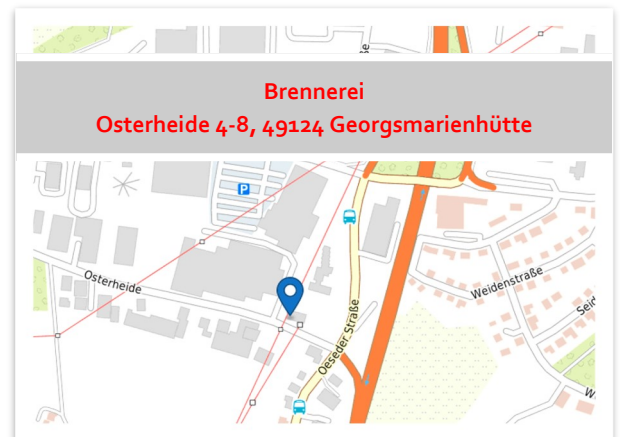 Brennerei
Osterheide 4-8, 49124 Georgsmarienhütte
P
Osterheide
Weidenstraße
Oeseder Straße